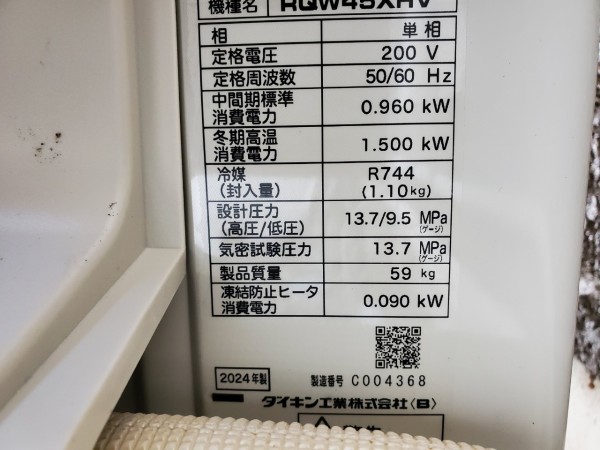 機種名 RQW45XHV
相 単相
定格電圧 200 V
定格周波数 50/60 Hz
中間期標準
消費電力 0.960 kW
冬期高温
消費電力 1.500 kW
冷媒 R744
(封入量) (1.10kg)
設計圧力
(高圧/低圧) 13.7/9.5 MPa
(ゲージ)
気密試験圧力 13.7 MPa
(ゲージ)
製品質量 59 kg
凍結防止ヒータ
消費電力 0.090 kW
2024年製 製造番号 C004368
ダイキン工業株式会社〈B〉